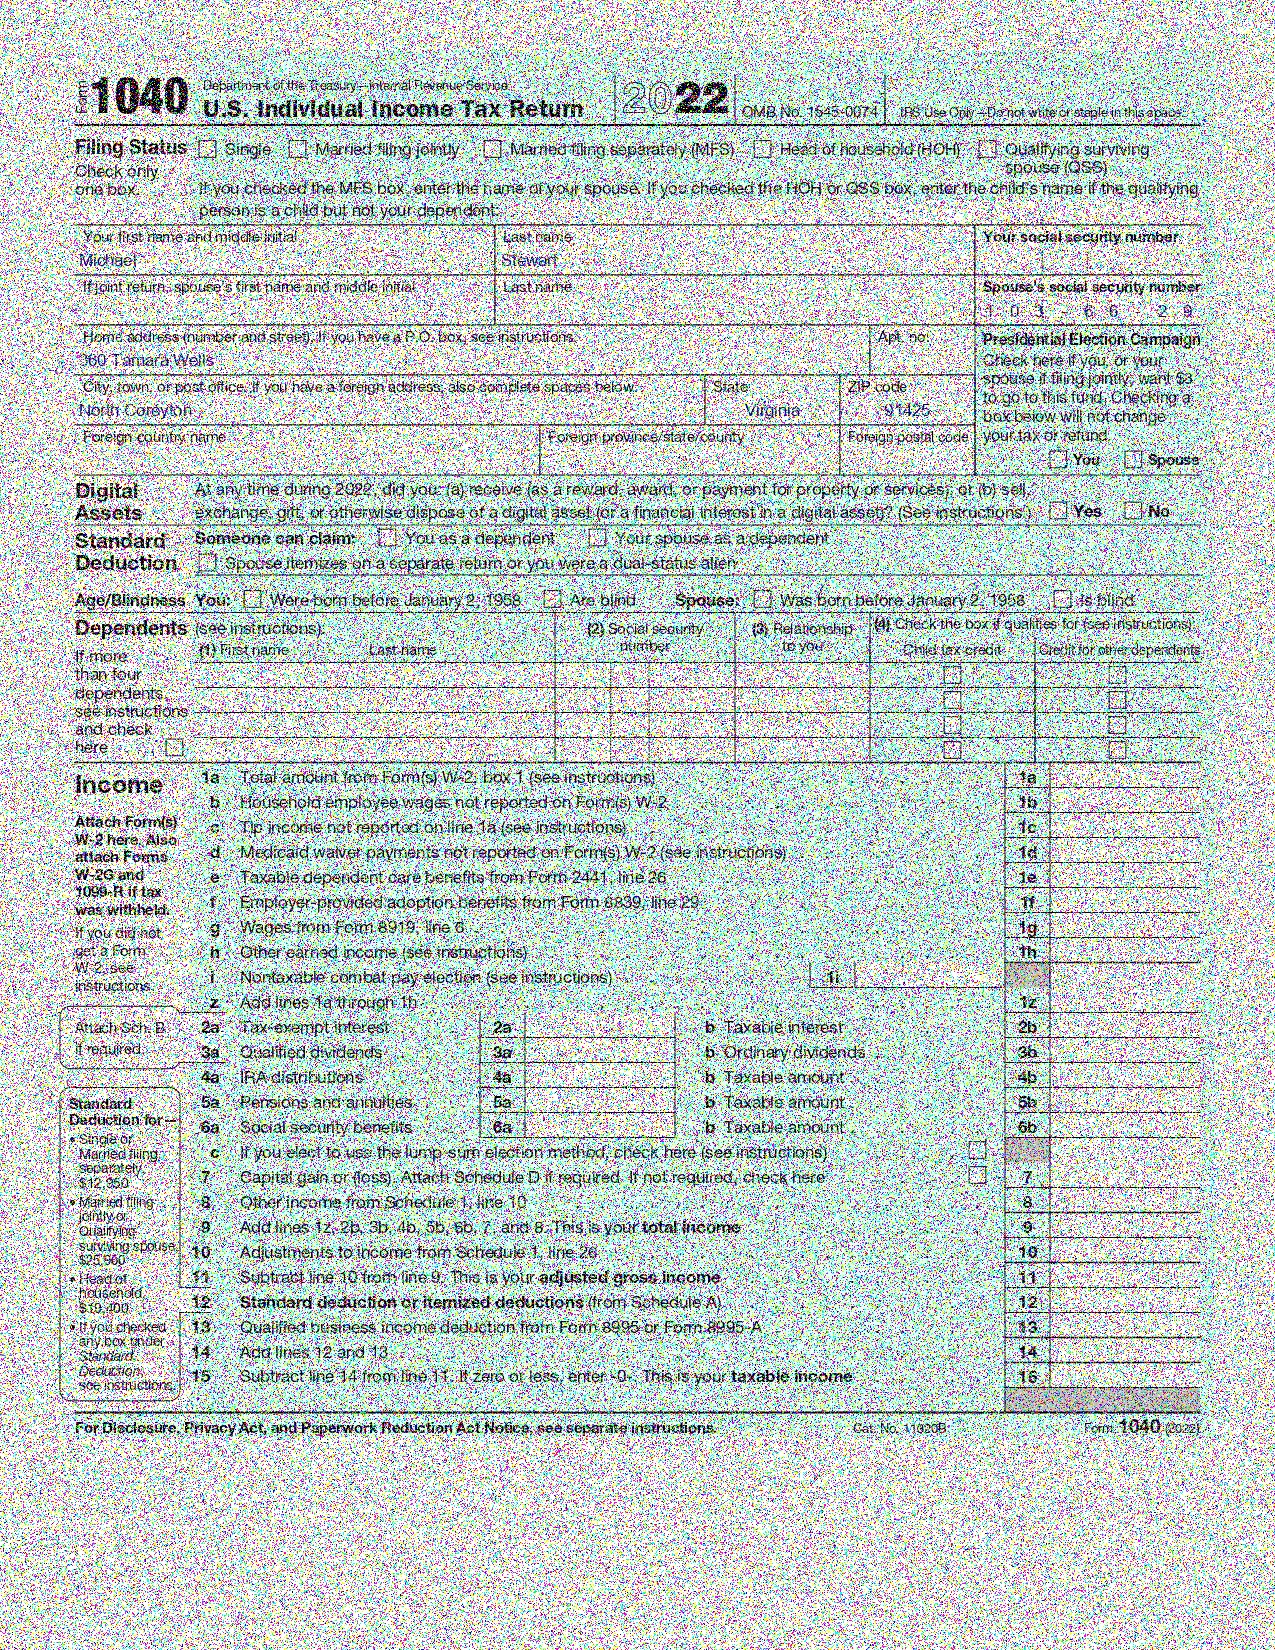 Form 1040 Department of the Treasury—Internal Revenue Service
U.S. Individual Income Tax Return 2022 OMB No. 1545-0074 IRS Use Only—Do not write or staple in this space.
Filing Status Single Married filing jointly Married filing separately (MFS) Head of household (HOH) Qualifying surviving spouse (QSS)
Check only one box.
If you checked the MFS box, enter the name of your spouse. If you checked the HOH or QSS box, enter the child's name if the qualifying
person is a child but not your dependent:
Your first name and middle initial Last name Your social security number
Michael Stewart
If joint return, spouse's first name and middle initial Last name Spouse's social security number
1 0 3 - 6 6 2 9
Home address (number and street). If you have a P.O. box, see instructions. Apt. no.
Tamara Wells
City, town, or post office. If you have a foreign address, also complete spaces below. State ZIP code
North Coreyton Virginia 91425
Foreign country name Foreign province/state/county Foreign postal code
Presidential Election Campaign
Check here if you, or your
spouse if filing jointly, want $3
to go to this fund. Checking a
box below will not change
your tax or refund.
You Spouse
Digital Assets
At any time during 2022, did you: (a) receive (as a reward, award, or payment for property or services); or (b) sell,
exchange, gift, or otherwise dispose of a digital asset (or a financial interest in a digital asset)? (See instructions.) Yes No
Standard Deduction
Someone can claim: You as a dependent Your spouse as a dependent
Spouse itemizes on a separate return or you were a dual-status alien
Age/Blindness You: Were born before January 2, 1958 Are blind Spouse: Was born before January 2, 1958 Is blind
Dependents (see instructions):
(1) First name Last name (2) Social security number (3) Relationship to you (4) Check the box if qualifies for (see instructions):
Child tax credit Credit for other dependents
If more
than four
dependents,
see instructions
and check
here
Income
Attach Form(s)
W-2 here. Also
attach Forms
W-2G and
1099-R if tax
was withheld.
If you did not
get a Form
W-2, see
instructions.
1a Total amount from Form(s) W-2, box 1 (see instructions) 1a
b Household employee wages not reported on Form(s) W-2 1b
c Tip income not reported on line 1a (see instructions) 1c
d Medicaid waiver payments not reported on Form(s) W-2 (see instructions) 1d
e Taxable dependent care benefits from Form 2441, line 26 1e
f Employer-provided adoption benefits from Form 8839, line 29 1f
g Wages from Form 8919, line 6 1g
h Other earned income (see instructions) 1h
i Nontaxable combat pay election (see instructions) 1i
z Add lines 1a through 1h 1z
Attach Sch. B
if required.
2a Tax-exempt interest 2a b Taxable interest 2b
3a Qualified dividends 3a b Ordinary dividends 3b
4a IRA distributions 4a b Taxable amount 4b
5a Pensions and annuities 5a b Taxable amount 5b
6a Social security benefits 6a b Taxable amount 6b
c If you elect to use the lump-sum election method, check here (see instructions)
7 Capital gain or (loss). Attach Schedule D if required. If not required, check here 7
8 Other income from Schedule 1, line 10 8
9 Add lines 1z, 2b, 3b, 4b, 5b, 6b, 7, and 8. This is your total income 9
10 Adjustments to income from Schedule 1, line 26 10
11 Subtract line 10 from line 9. This is your adjusted gross income 11
12 Standard deduction or itemized deductions (from Schedule A) 12
13 Qualified business income deduction from Form 8995 or Form 8995-A 13
14 Add lines 12 and 13 14
15 Subtract line 14 from line 11. If zero or less, enter -0-. This is your taxable income 15
Standard
Deduction for—
• Single or
Married filing
separately,
$12,950
• Married filing
jointly or
Qualifying
surviving spouse,
$25,900
• Head of
household,
$19,400
• If you checked
any box under
Standard
Deduction,
see instructions.
For Disclosure, Privacy Act, and Paperwork Reduction Act Notice, see separate instructions. Cat. No. 11320B Form 1040 (2022)